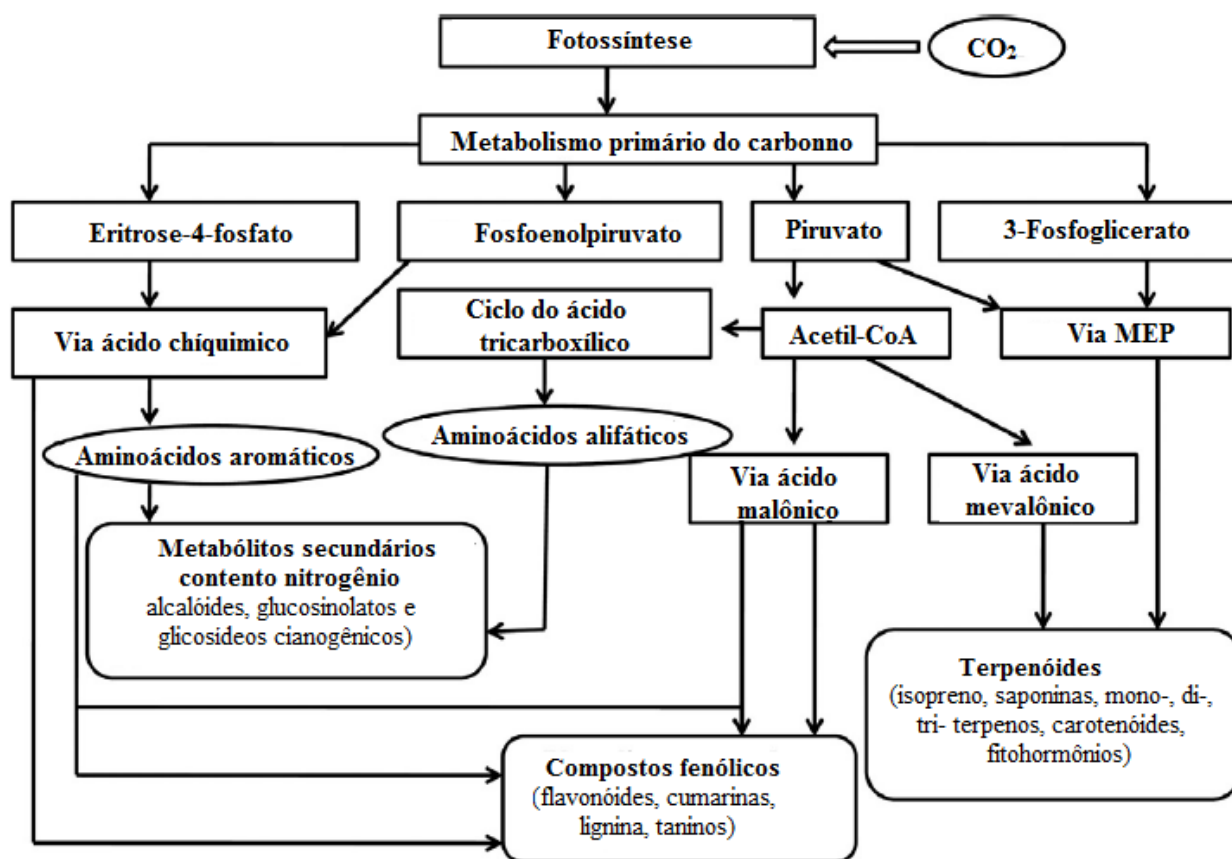 Fotossíntese
CO₂
Metabolismo primário do carbonno
Eritrose-4-fosfato
Fosfoenolpiruvato
Piruvato
3-Fosfoglicerato
Via ácido chíquimico
Ciclo do ácido
tricarboxílico
Acetil-CoA
Via MEP
Aminoácidos aromáticos
Aminoácidos alifáticos
Via ácido
malônico
Via ácido
mevalônico
Metabólitos secundários
contento nitrogênio
alcalóides, glucosinolatos e
glicosídeos cianogênicos)
Terpenóides
(isopreno, saponinas, mono-, di-,
tri- terpenos, carotenóides,
fitohormônios)
Compostos fenólicos
(flavonóides, cumarinas,
lignina, taninos)